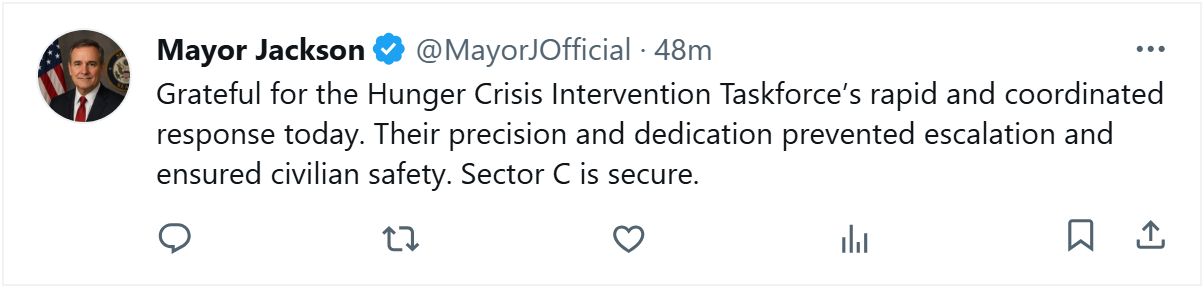 Mayor Jackson @MayorJOfficial · 48m
Grateful for the Hunger Crisis Intervention Taskforce’s rapid and coordinated
response today. Their precision and dedication prevented escalation and
ensured civilian safety. Sector C is secure.